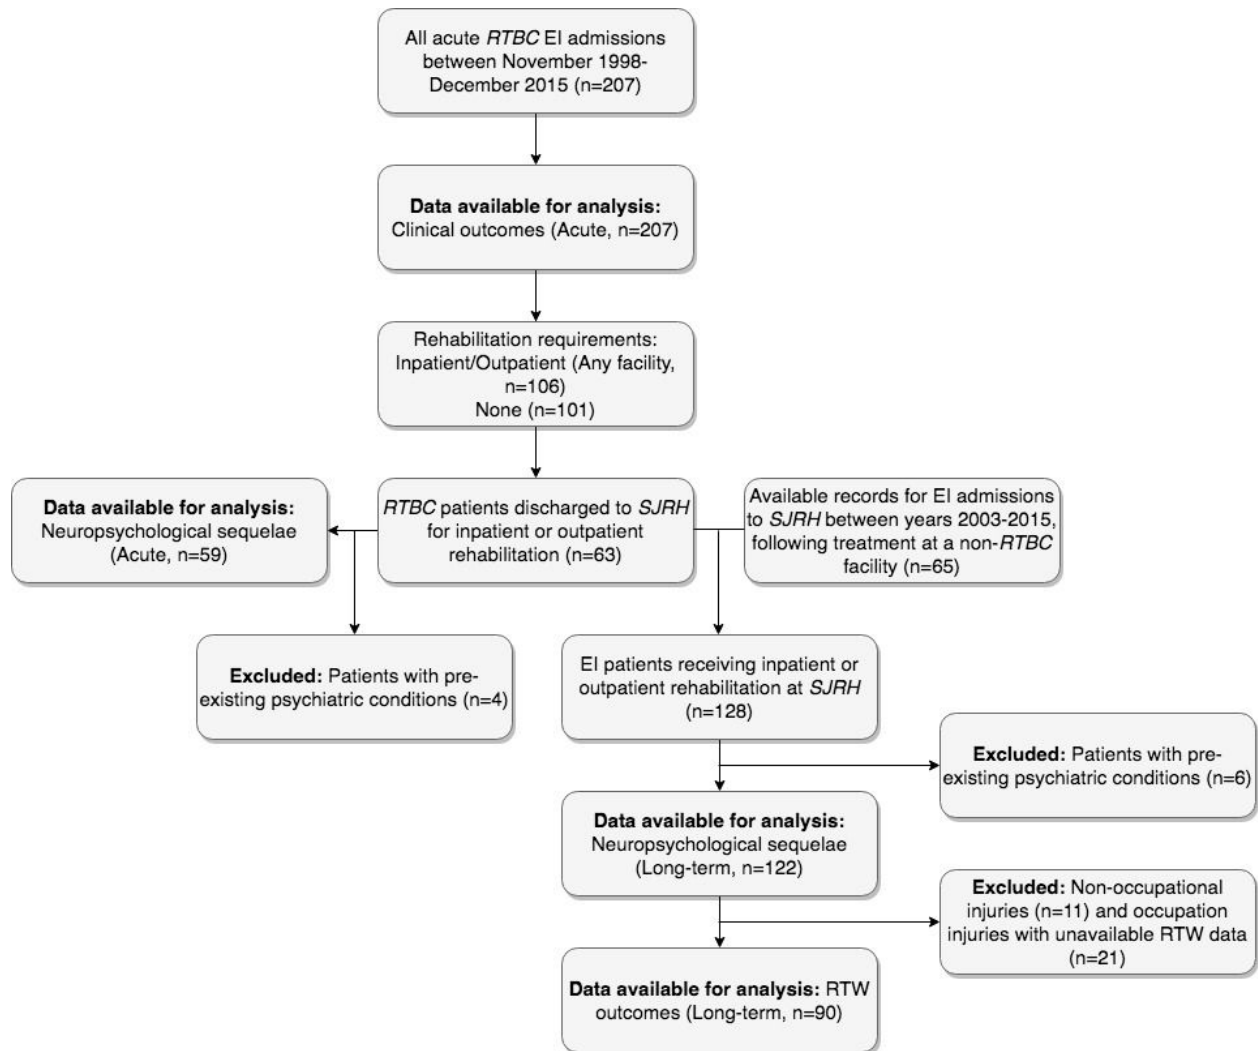 All acute RTBC EI admissions
between November 1998-
December 2015 (n=207)
Data available for analysis:
Clinical outcomes (Acute, n=207)
Rehabilitation requirements:
Inpatient/Outpatient (Any facility,
n=106)
None (n=101)
Data available for analysis:
Neuropsychological sequelae
(Acute, n=59)
RTBC patients discharged to SJRH
for inpatient or outpatient
rehabilitation (n=63)
Available records for EI admissions
to SJRH between years 2003-2015,
following treatment at a non-RTBC
facility (n=65)
Excluded: Patients with pre-
existing psychiatric conditions (n=4)
EI patients receiving inpatient or
outpatient rehabilitation at SJRH
(n=128)
Excluded: Patients with pre-
existing psychiatric conditions (n=6)
Data available for analysis:
Neuropsychological sequelae
(Long-term, n=122)
Excluded: Non-occupational
injuries (n=11) and occupation
injuries with unavailable RTW data
(n=21)
Data available for analysis: RTW
outcomes (Long-term, n=90)